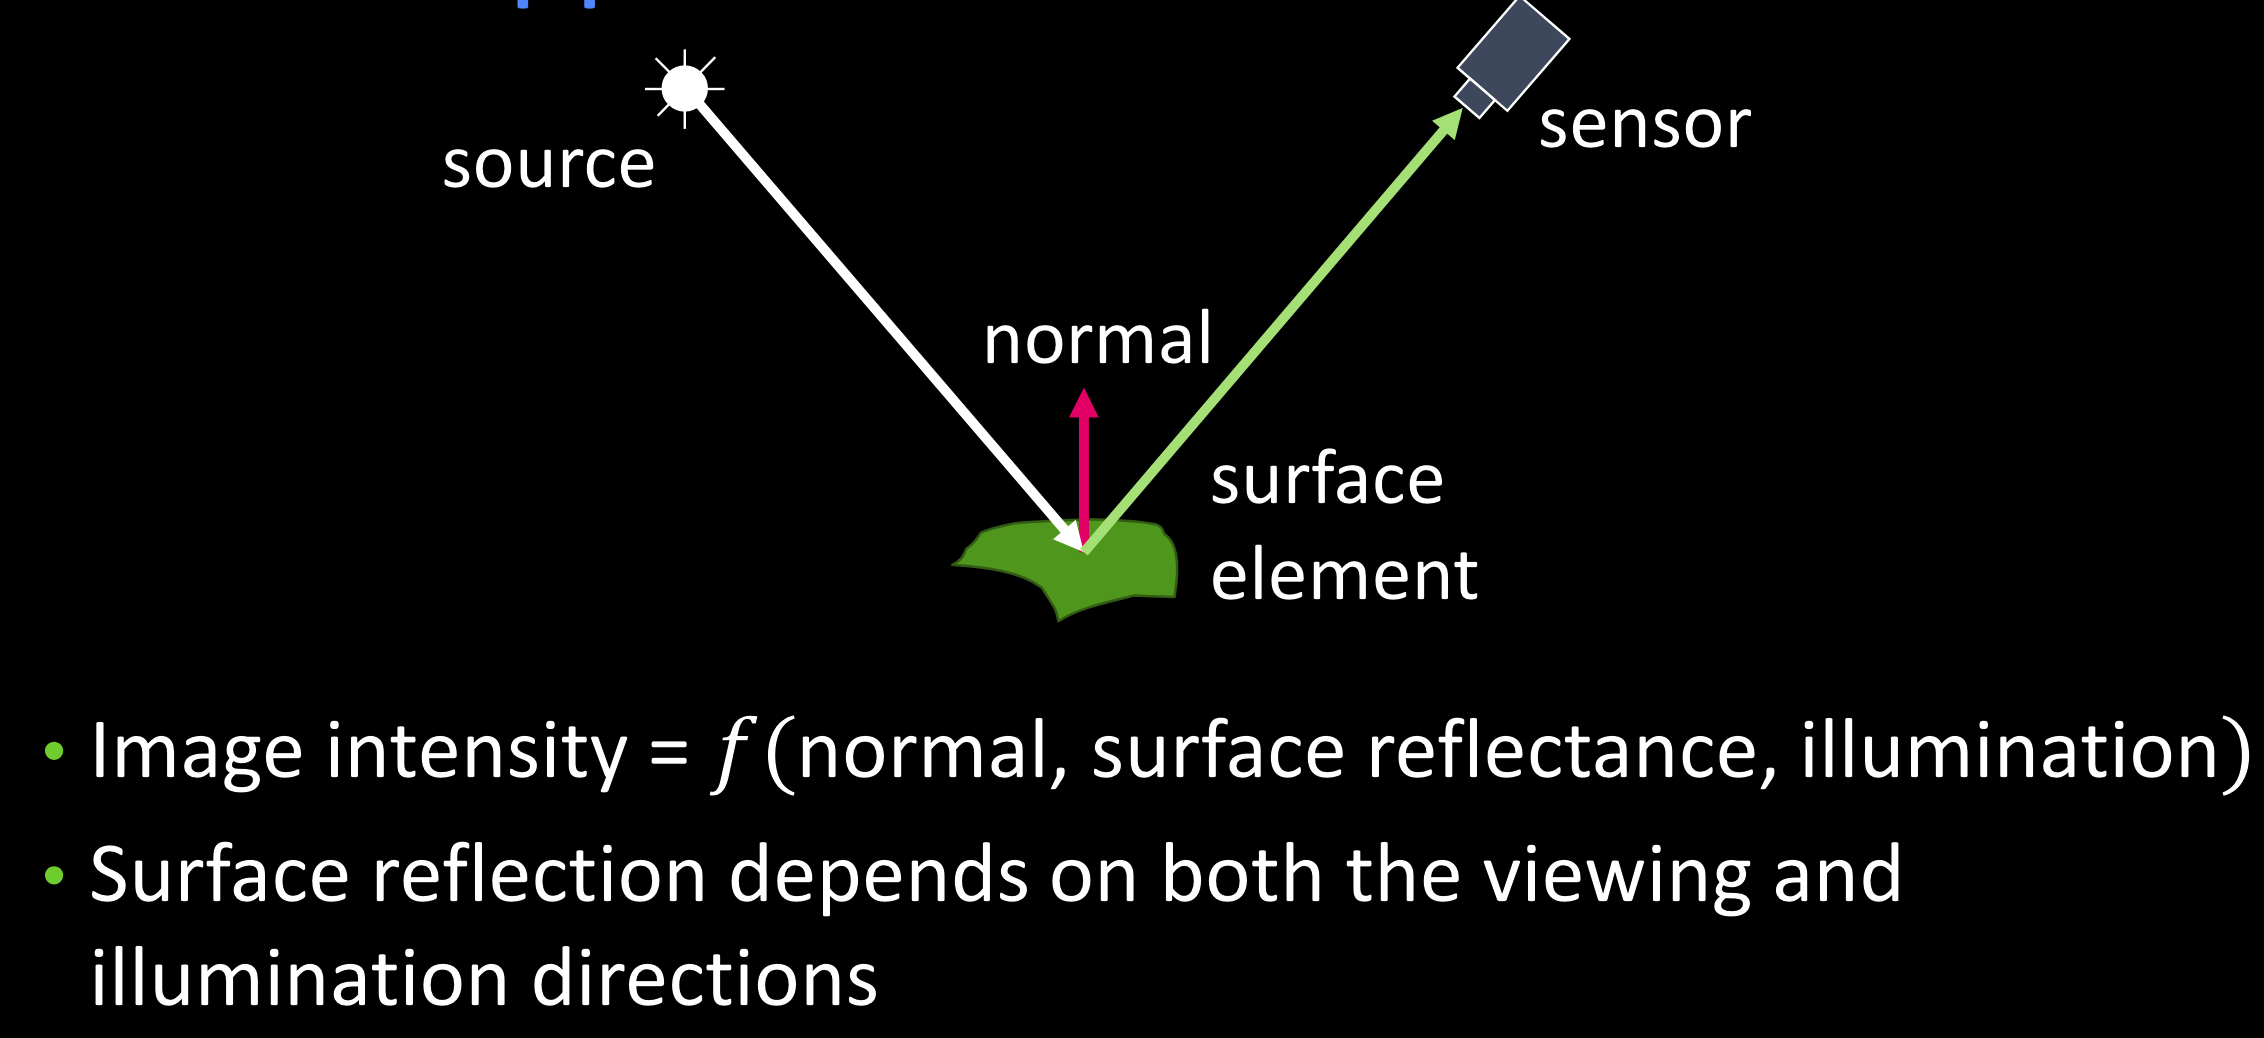 source
sensor
normal
surface
element
• Image intensity = f (normal, surface reflectance, illumination)
• Surface reflection depends on both the viewing and
illumination directions